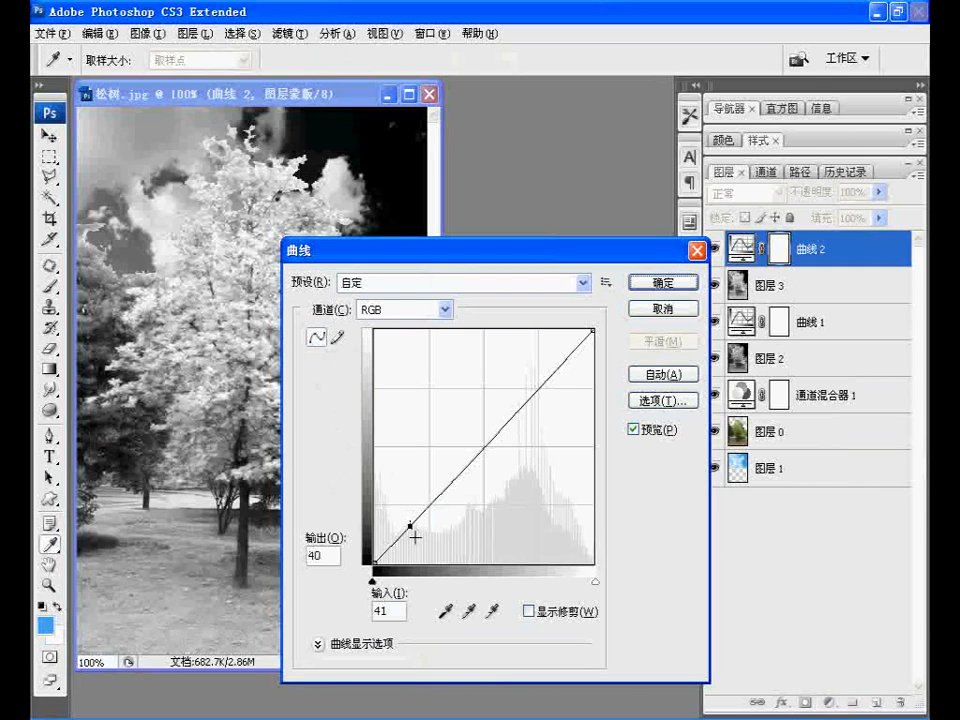 Ps Adobe Photoshop CS3 Extended
文件(F) 编辑(E) 图像(I) 图层(L) 选择(S) 滤镜(T) 分析(A) 视图(V) 窗口(W) 帮助(H)
取样大小: 取样点 工作区
Ps
松树.jpg @ 100% (曲线 2, 图层蒙版/8)
导航器 直方图 信息
颜色 样式
图层 通道 路径 历史记录
正常 不透明度: 100%
锁定: 填充: 100%
曲线 2
图层 3
曲线 1
图层 2
通道混合器 1
图层 0
图层 1
曲线
预设(R): 自定 确定
通道(C): RGB 取消
平滑(M)
自动(A)
选项(T)...
预览(P)
输出(O):
40
输入(I):
41
显示修剪(W)
曲线显示选项
100% 文档:682.7K/2.86M